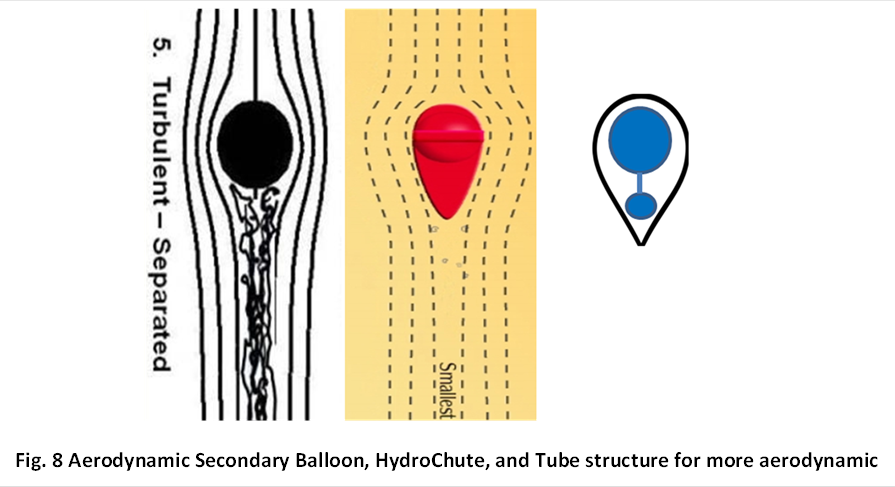 5. Turbulent – Separated
Smallest
Fig. 8 Aerodynamic Secondary Balloon, HydroChute, and Tube structure for more aerodynamic